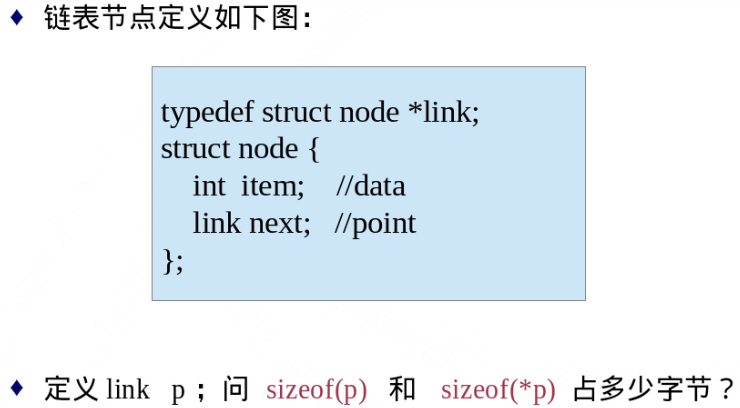 ♦ 链表节点定义如下图：
typedef struct node *link;
struct node {
int item; //data
link next; //point
};
♦ 定义 link p ；问 sizeof(p) 和 sizeof(*p) 占多少字节？